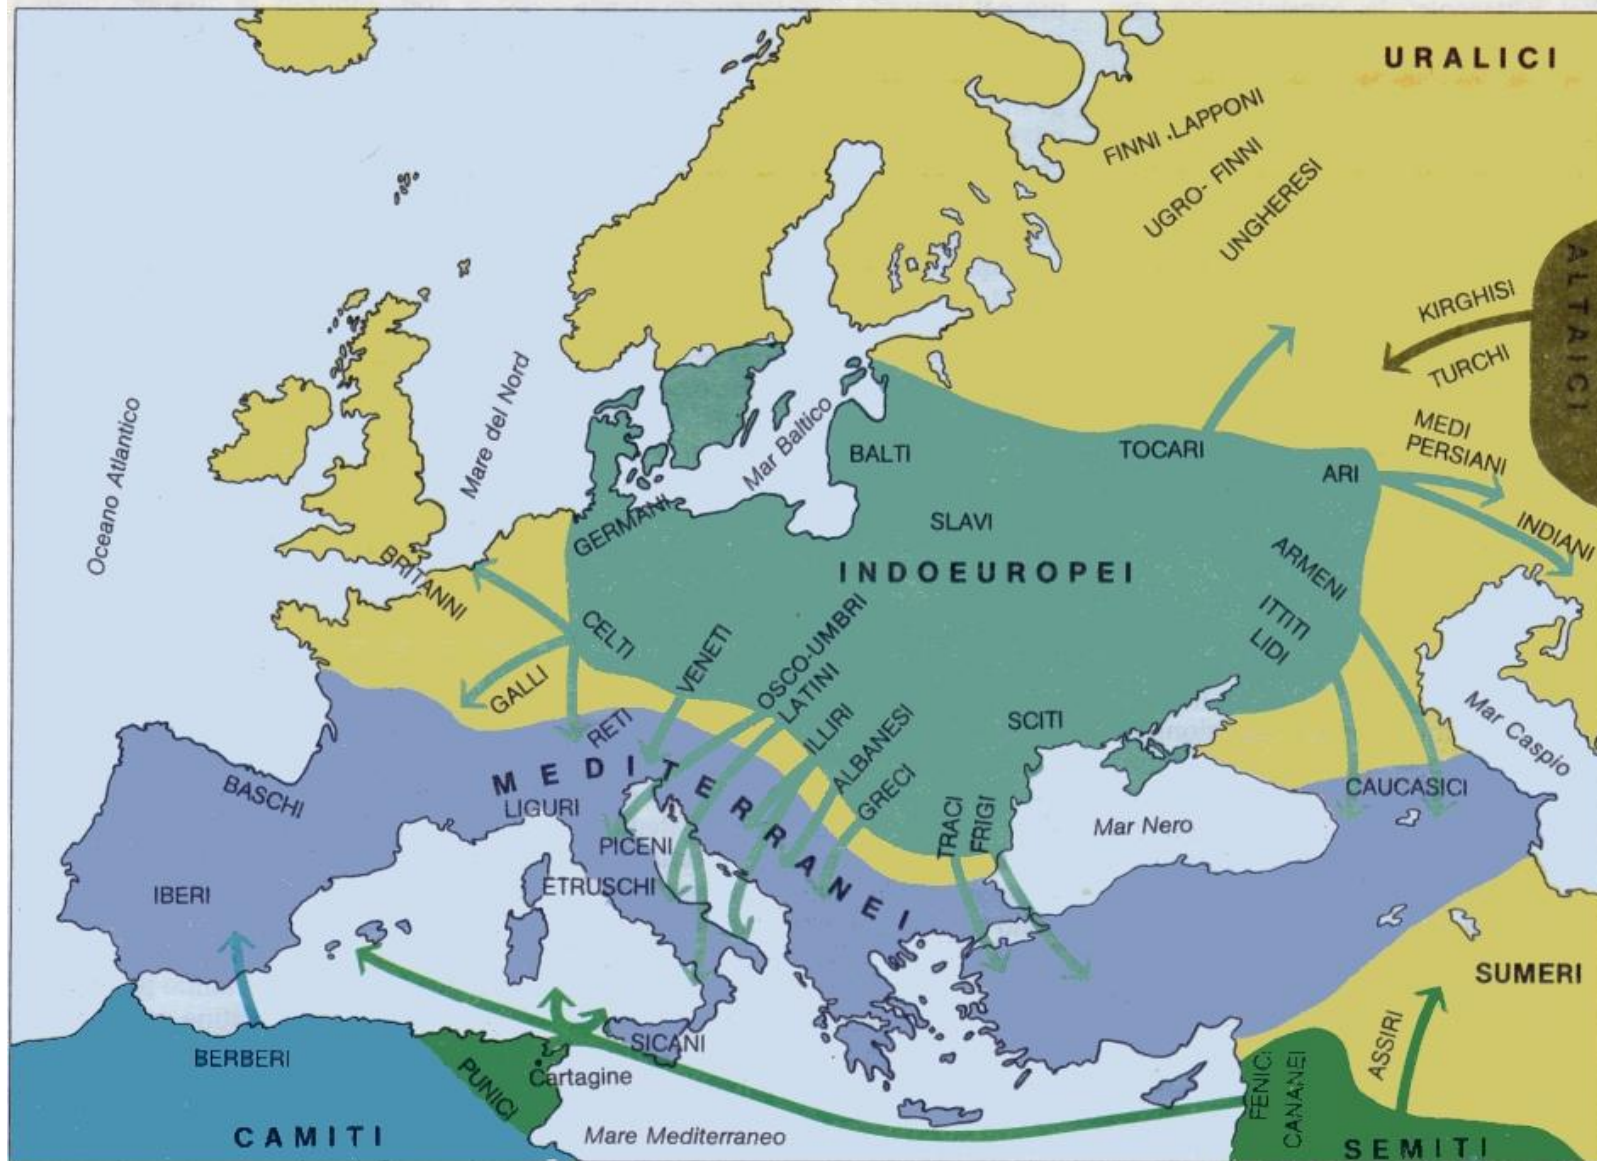 URALICI
FINNI . LAPPONI
UGRO- FINNI
UNGHERESI
ALTAICI
KIRGHISI
TURCHI
MEDI
PERSIANI
INDIANI
Oceano Atlantico
Mare del Nord
Mar Baltico
BALTI
TOCARI
ARI
SLAVI
GERMANI
INDOEUROPEI
ARMENI
ITTITI
LIDI
BRITANNI
CELTI
GALLI
VENETI
OSCO-UMBRI
LATINI
ILLIRI
ALBANESI
GRECI
SCITI
TRACI
FRIGI
Mar Nero
Mar Caspio
CAUCASICI
RETI
MEDITERRANEI
BASCHI
LIGURI
PICENI
IBERI
ETRUSCHI
SUMERI
SICANI
BERBERI
PUNICI
Cartagine
FENICI
CANANEI
ASSIRI
CAMITI
Mare Mediterraneo
SEMITI